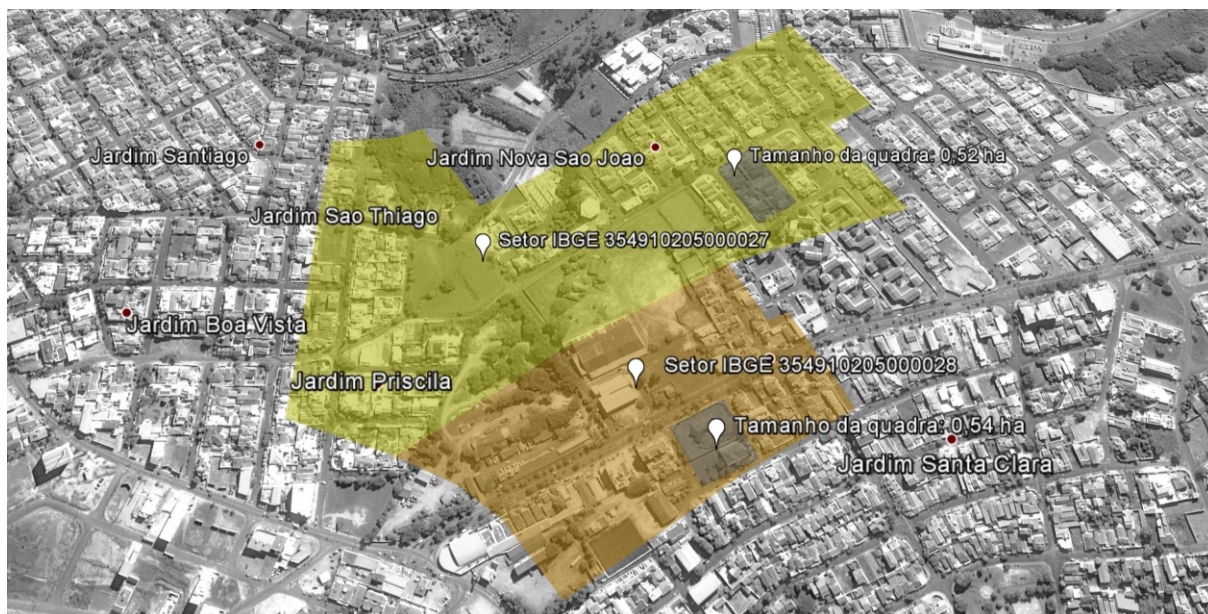 Jardim Santiago
Jardim Nova Sao Joao
Tamanho da quadra: 0,52 ha
Jardim Sao Thiago
Setor IBGE 354910205000027
Jardim Boa Vista
Jardim Priscila
Setor IBGE 354910205000028
Tamanho da quadra: 0,54 ha
Jardim Santa Clara